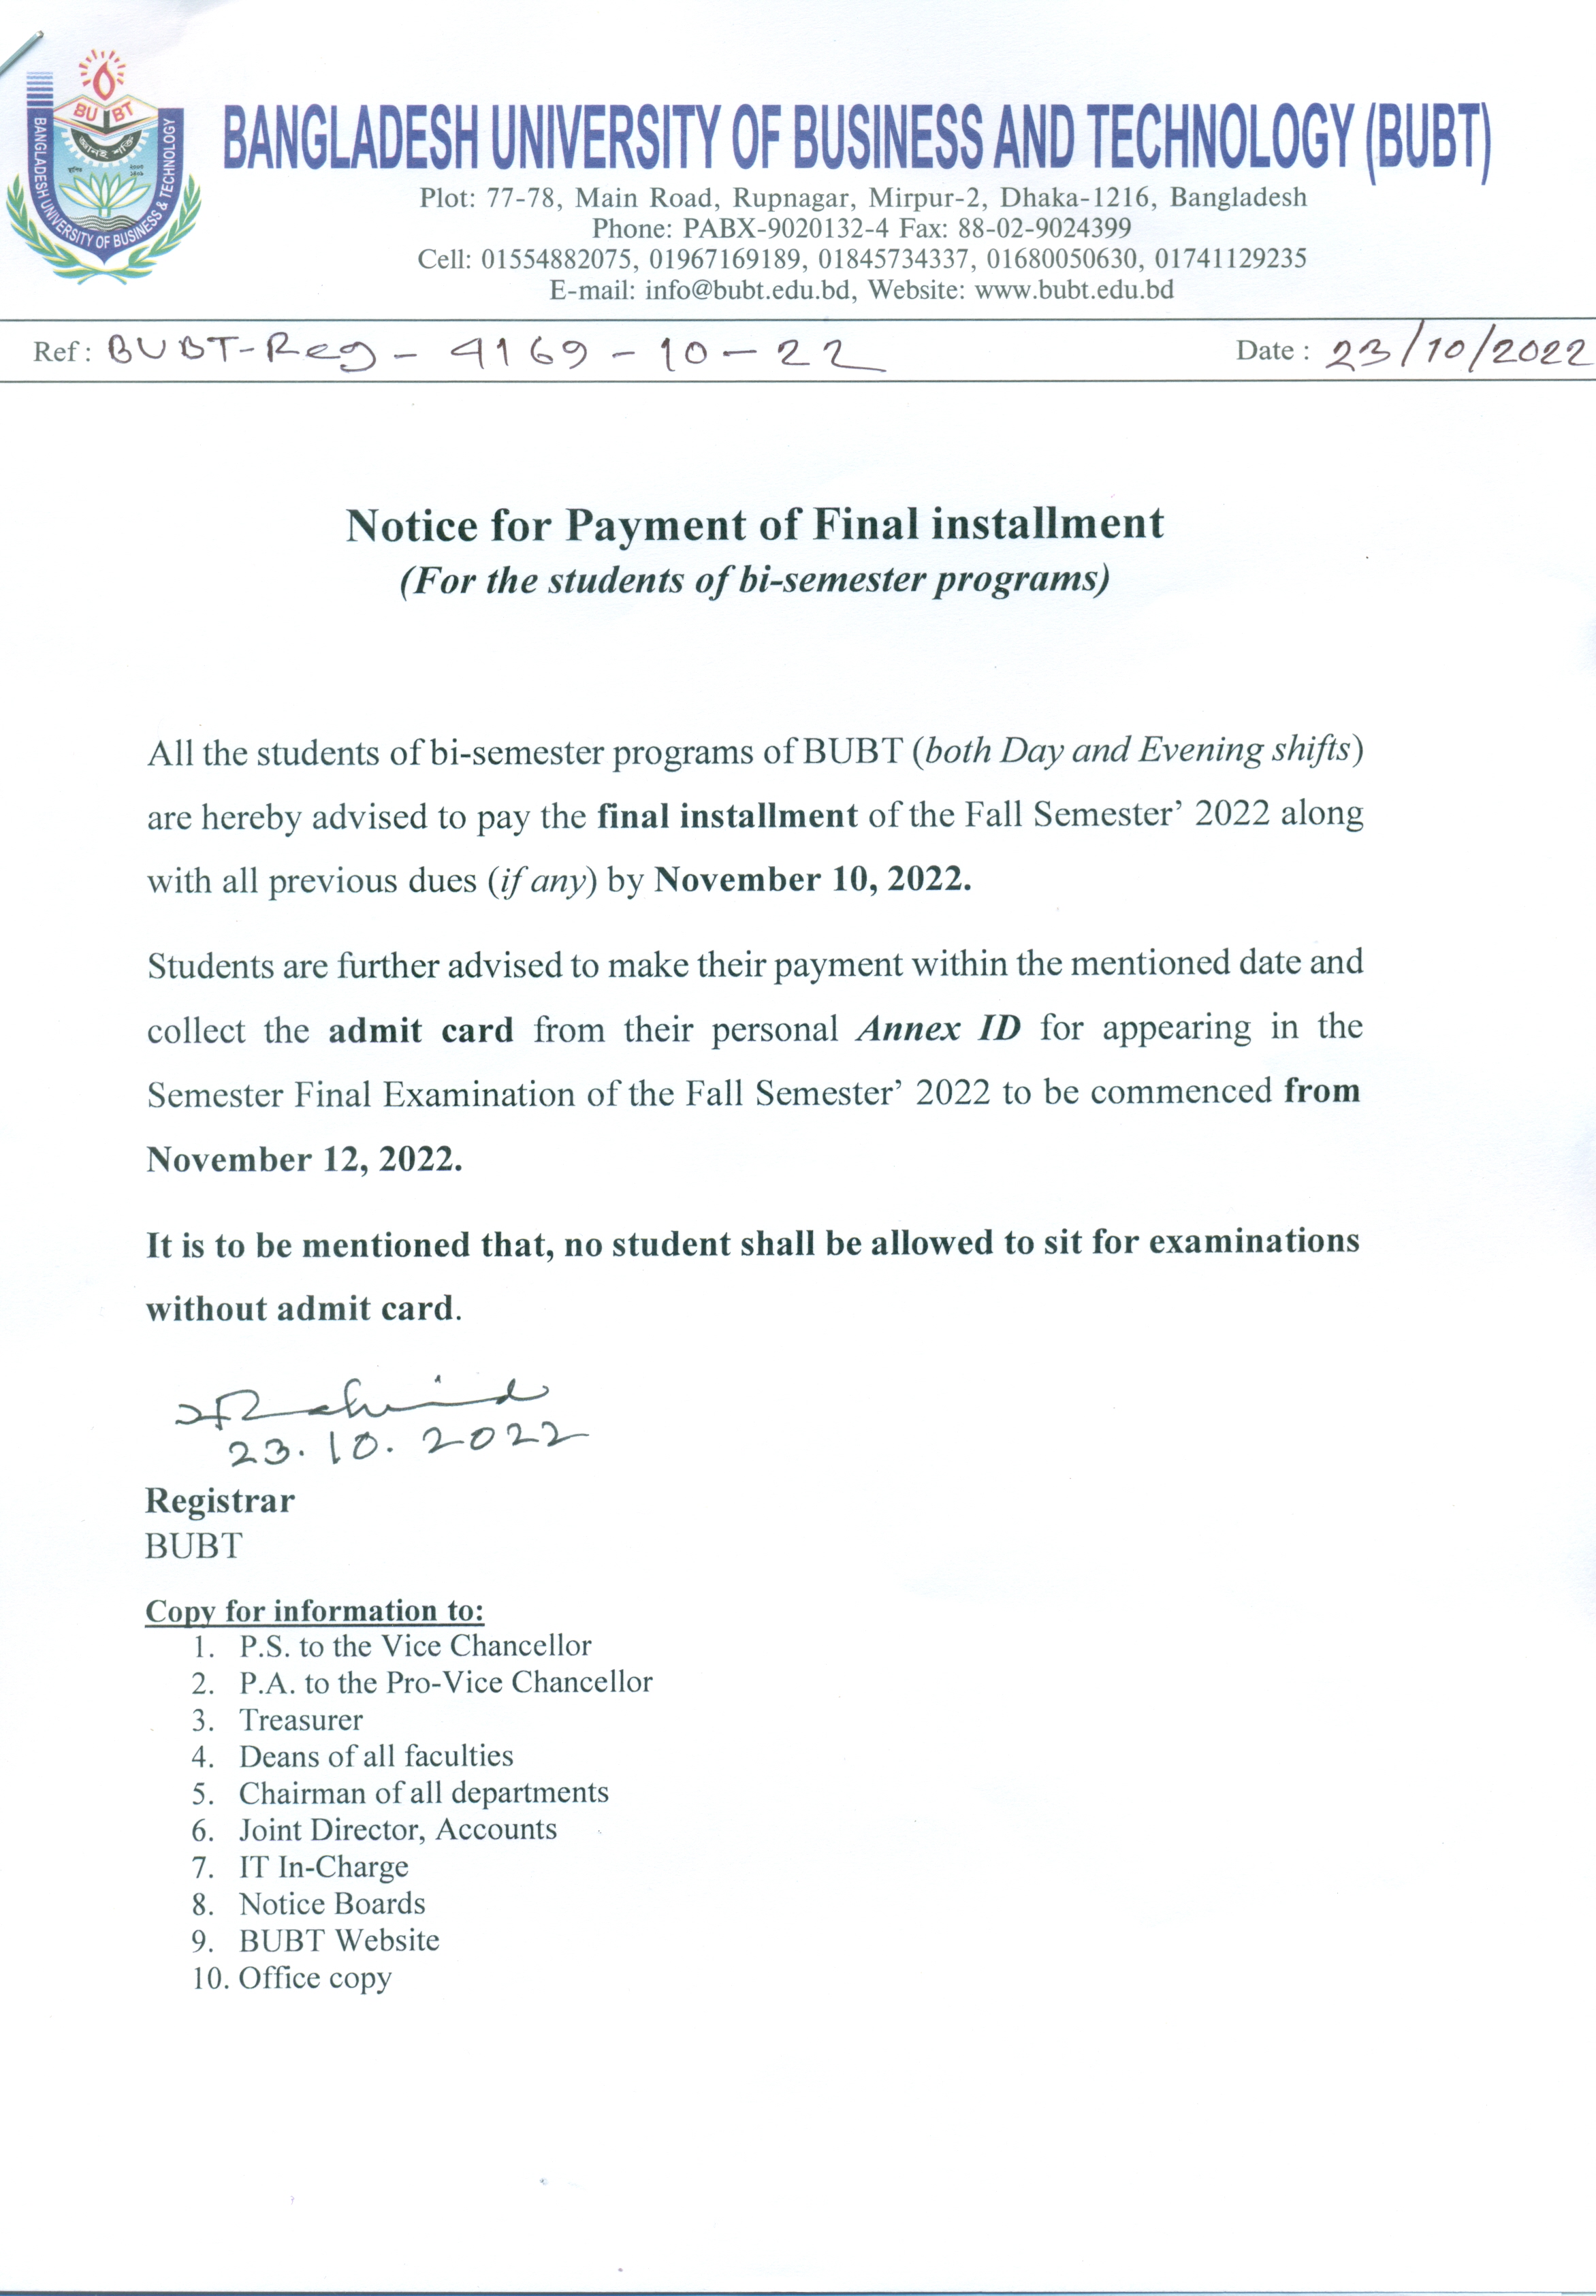 BU BT
জ্ঞানই শক্তি
BANGLADESH UNIVERSITY OF BUSINESS & TECHNOLOGY
BANGLADESH UNIVERSITY OF BUSINESS AND TECHNOLOGY (BUBT)
Plot: 77-78, Main Road, Rupnagar, Mirpur-2, Dhaka-1216, Bangladesh
Phone: PABX-9020132-4 Fax: 88-02-9024399
Cell: 01554882075, 01967169189, 01845734337, 01680050630, 01741129235
E-mail: info@bubt.edu.bd, Website: www.bubt.edu.bd
Ref : BUBT-Reg - 4169 - 10 - 22 Date : 23/10/2022
Notice for Payment of Final installment
(For the students of bi-semester programs)
All the students of bi-semester programs of BUBT (both Day and Evening shifts)
are hereby advised to pay the final installment of the Fall Semester’ 2022 along
with all previous dues (if any) by November 10, 2022.
Students are further advised to make their payment within the mentioned date and
collect the admit card from their personal Annex ID for appearing in the
Semester Final Examination of the Fall Semester’ 2022 to be commenced from
November 12, 2022.
It is to be mentioned that, no student shall be allowed to sit for examinations
without admit card.
23.10.2022
Registrar
BUBT
Copy for information to:
1. P.S. to the Vice Chancellor
2. P.A. to the Pro-Vice Chancellor
3. Treasurer
4. Deans of all faculties
5. Chairman of all departments
6. Joint Director, Accounts
7. IT In-Charge
8. Notice Boards
9. BUBT Website
10. Office copy